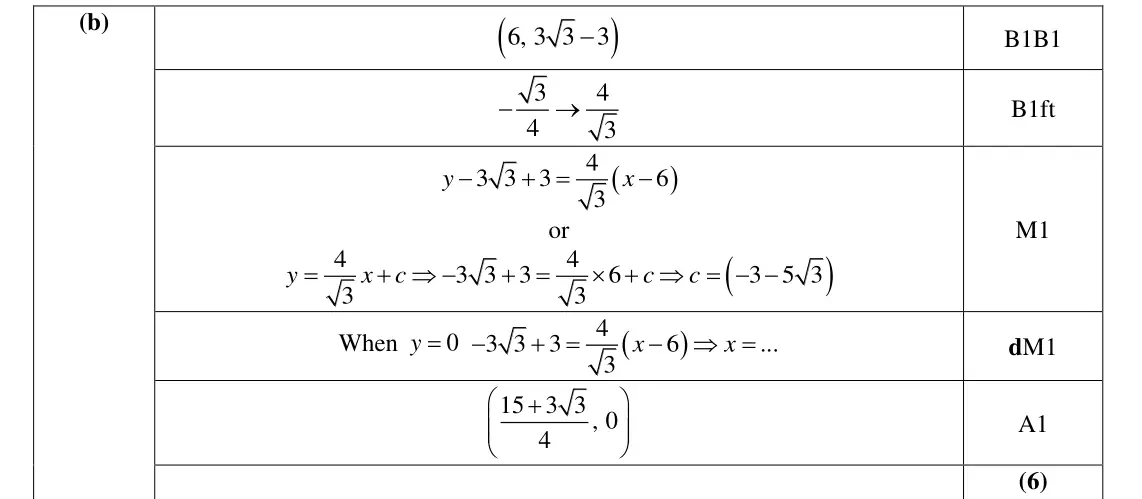 (b)
(6, 3√3 − 3) B1B1
−√3/4 → 4/√3 B1ft
y − 3√3 + 3 = 4/√3 (x − 6)
or
M1
y = 4/√3 x + c ⇒ −3√3 + 3 = 4/√3 × 6 + c ⇒ c = (−3 − 5√3)
When y = 0 −3√3 + 3 = 4/√3 (x − 6) ⇒ x = ... dM1
((15 + 3√3)/4, 0) A1
(6)